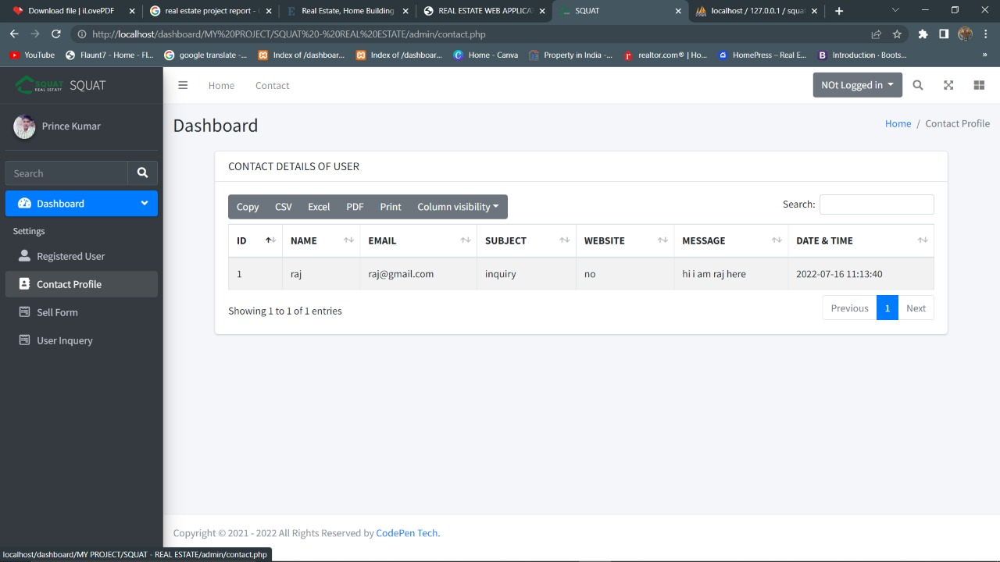 Download file | iLovePDF
real estate project report -
Real Estate, Home Building
REAL ESTATE WEB APPLICAT
SQUAT
localhost / 127.0.0.1 / squat
http://localhost/dashboard/MY%20PROJECT/SQUAT%20-%20REAL%20ESTATE/admin/contact.php
YouTube
Flaunt7 - Home - Fl...
google translate -...
Index of /dashboar...
Index of /dashboar...
Home - Canva
Property in India -...
realtor.com® | Ho...
HomePress – Real E...
Introduction · Boots...
»
SQUAT
REAL ESTATE
SQUAT
Home
Contact
NOt Logged in
Prince Kumar
Dashboard
Home / Contact Profile
Search
Dashboard
Settings
Registered User
Contact Profile
Sell Form
User Inquery
CONTACT DETAILS OF USER
Copy CSV Excel PDF Print Column visibility
Search:
ID NAME EMAIL SUBJECT WEBSITE MESSAGE DATE & TIME
1 raj raj@gmail.com inquiry no hi i am raj here 2022-07-16 11:13:40
Showing 1 to 1 of 1 entries
Previous 1 Next
Copyright © 2021 - 2022 All Rights Reserved by CodePen Tech.
localhost/dashboard/MY PROJECT/SQUAT - REAL ESTATE/admin/contact.php